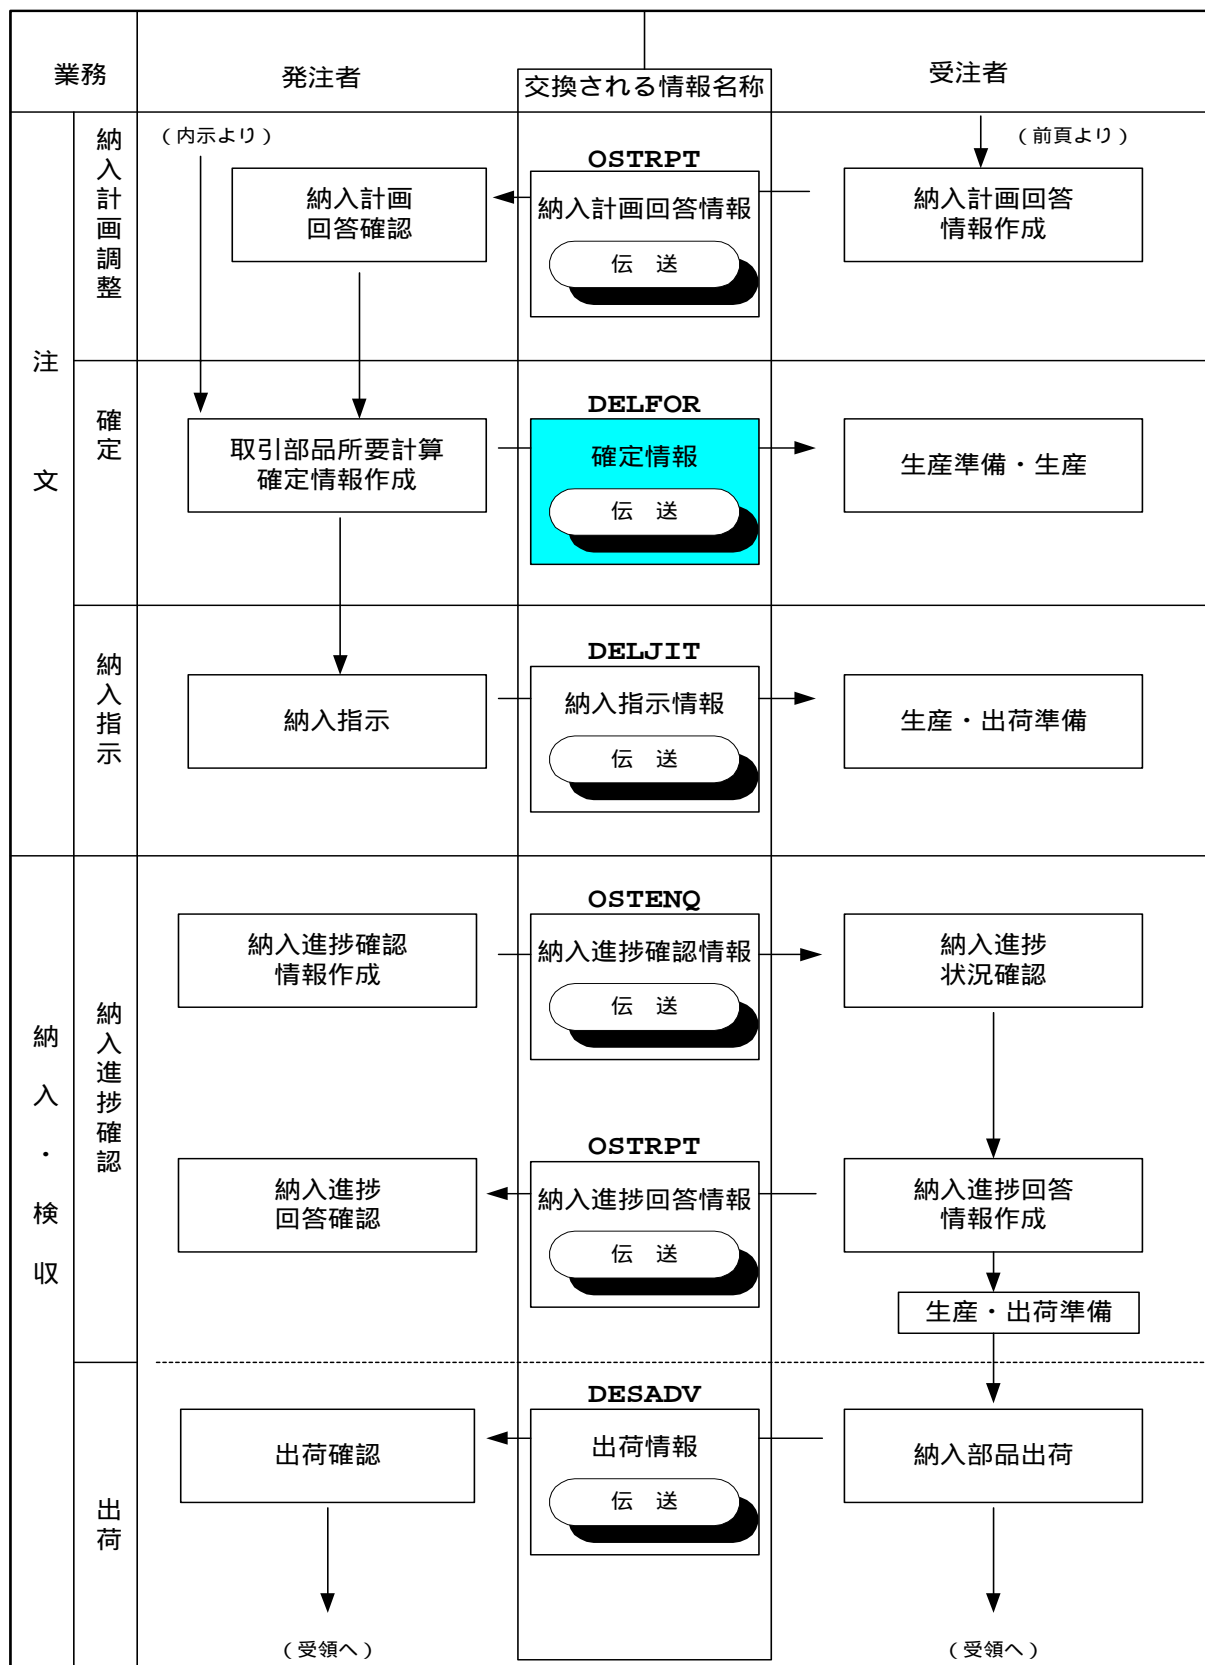 業務
発注者
交換される情報名称
受注者
注文
納入計画調整
（内示より）
（前頁より）
OSTRPT
納入計画
回答確認
納入計画回答情報
伝　送
納入計画回答
情報作成
確定
DELFOR
取引部品所要計算
確定情報作成
確定情報
伝　送
生産準備・生産
納入指示
DELJIT
納入指示
納入指示情報
伝　送
生産・出荷準備
納入・検収
納入進捗確認
OSTENQ
納入進捗確認
情報作成
納入進捗確認情報
伝　送
納入進捗
状況確認
OSTRPT
納入進捗
回答確認
納入進捗回答情報
伝　送
納入進捗回答
情報作成
生産・出荷準備
出荷
DESADV
出荷確認
出荷情報
伝　送
納入部品出荷
（受領へ）
（受領へ）